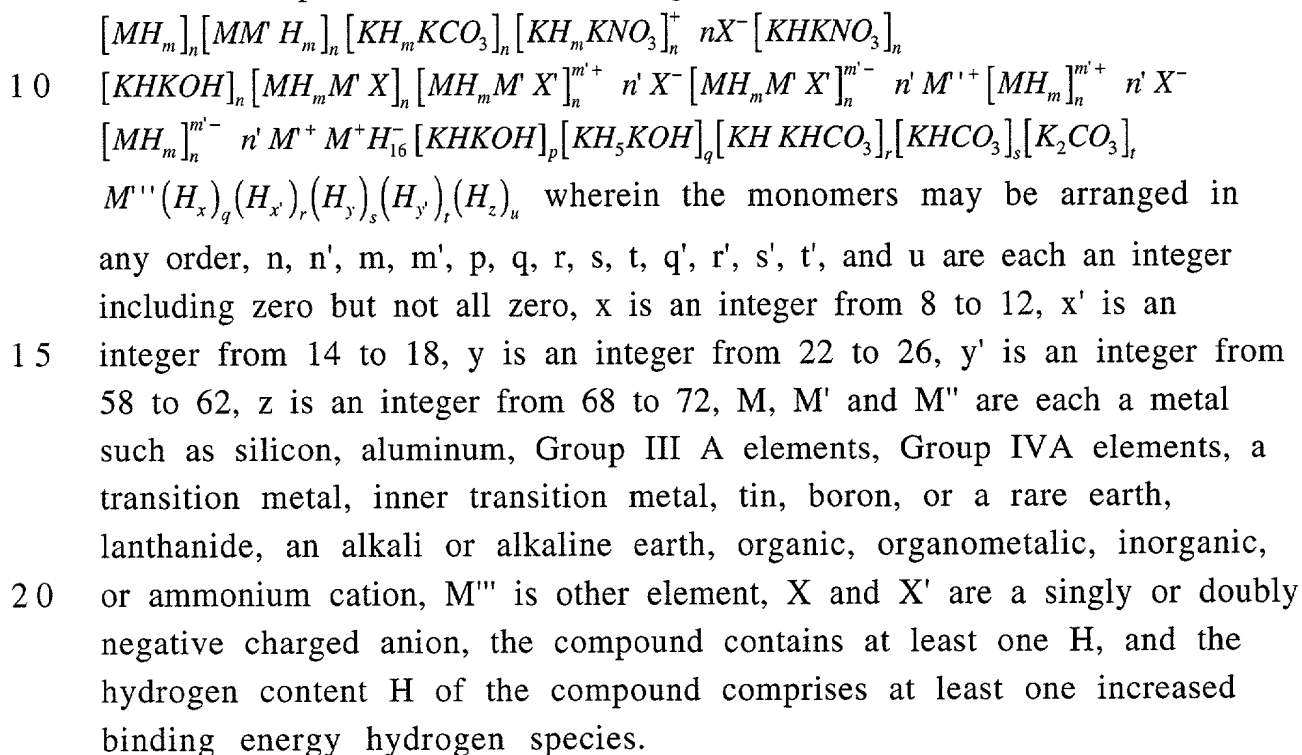 [MH_m]_n [MM' H_m]_n [KH_m KCO_3]_n [KH_m KNO_3]_n^+ nX^- [KHKNO_3]_n
10 [KHKOH]_n [MH_m M' X]_n [MH_m M' X']_n^{m'+} n' X^- [MH_m M' X']_n^{m'-} n' M''^+ [MH_m]_n^{m'+} n' X^-
[MH_m]_n^{m'-} n' M'^+ M^+ H_{16}^- [KHKOH]_p [KH_5KOH]_q [KH KHCO_3]_r [KHCO_3]_s [K_2CO_3]_t
M'''(H_x)_q (H_{x'})_r (H_y)_s (H_{y'})_t (H_z)_u wherein the monomers may be arranged in
any order, n, n', m, m', p, q, r, s, t, q', r', s', t', and u are each an integer
including zero but not all zero, x is an integer from 8 to 12, x' is an
15 integer from 14 to 18, y is an integer from 22 to 26, y' is an integer from
58 to 62, z is an integer from 68 to 72, M, M' and M" are each a metal
such as silicon, aluminum, Group III A elements, Group IVA elements, a
transition metal, inner transition metal, tin, boron, or a rare earth,
lanthanide, an alkali or alkaline earth, organic, organometalic, inorganic,
20 or ammonium cation, M''' is other element, X and X' are a singly or doubly
negative charged anion, the compound contains at least one H, and the
hydrogen content H of the compound comprises at least one increased
binding energy hydrogen species.